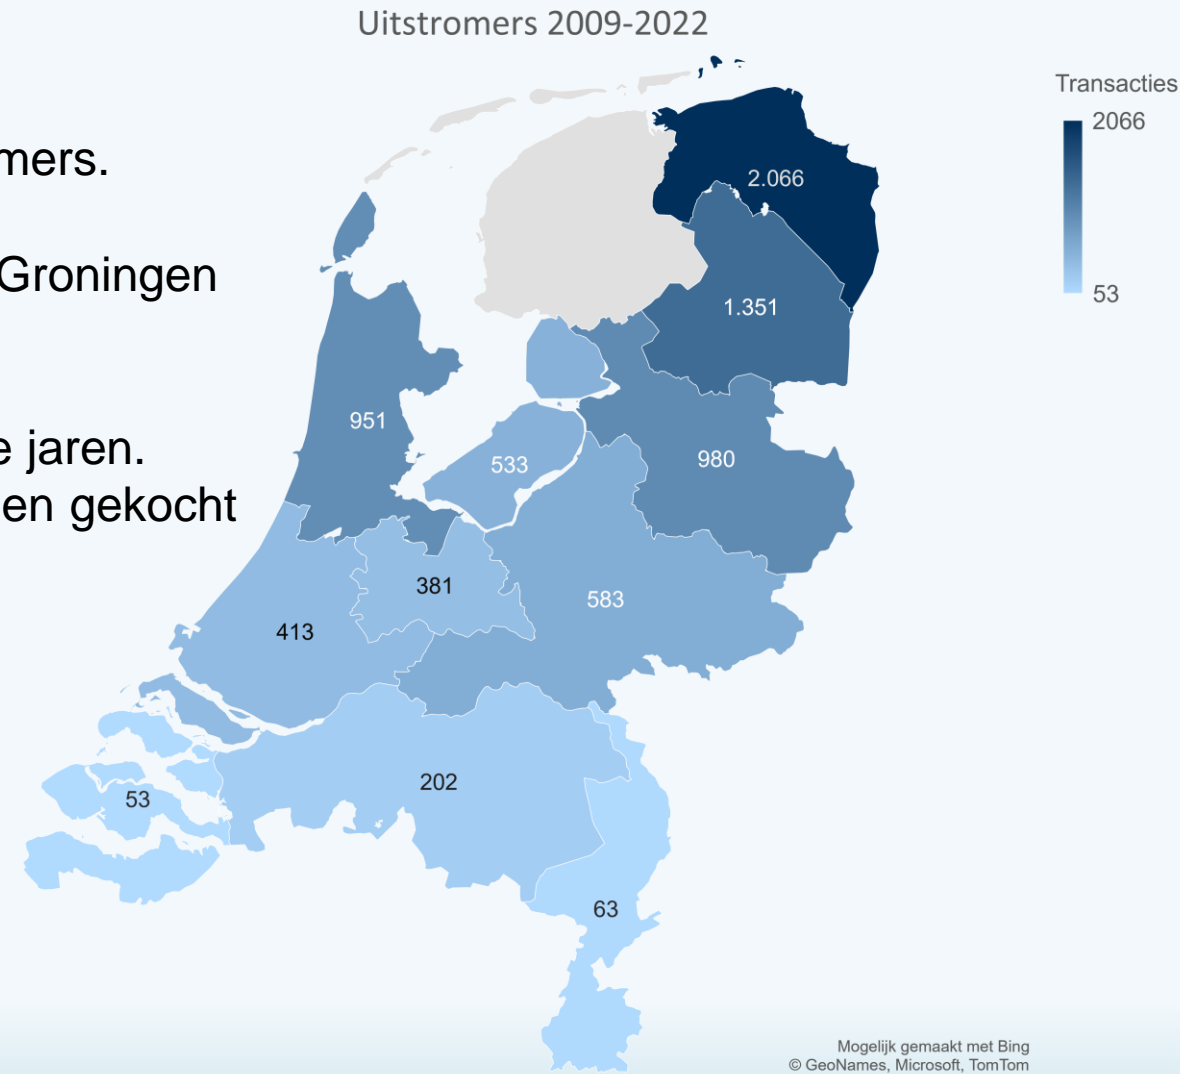 Uitstromers 2009-2022
mers.
Groningen
e jaren.
en gekocht
Transacties
2066
53
2.066
1.351
951
980
533
381
583
413
202
53
63
Mogelijk gemaakt met Bing
© GeoNames, Microsoft, TomTom